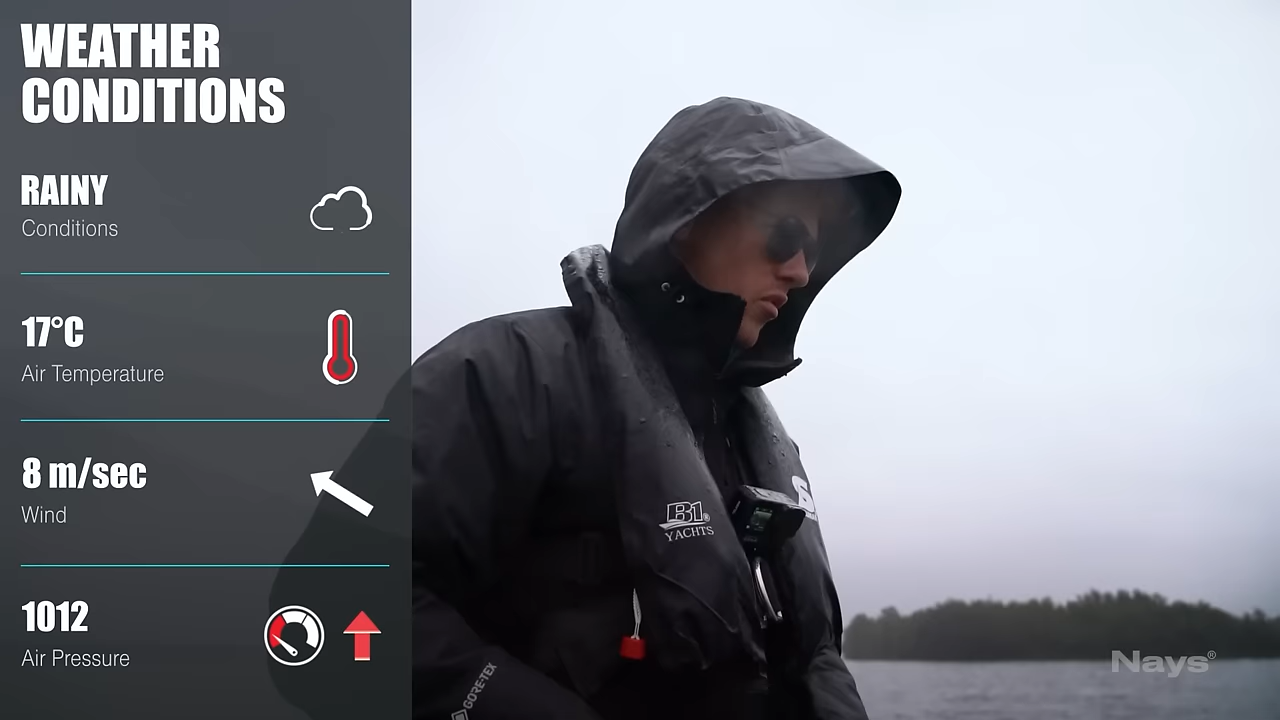 WEATHER
CONDITIONS
RAINY
Conditions
17°C
Air Temperature
8 m/sec
Wind
1012
Air Pressure
B1®
YACHTS
GORE-TEX
Nays®